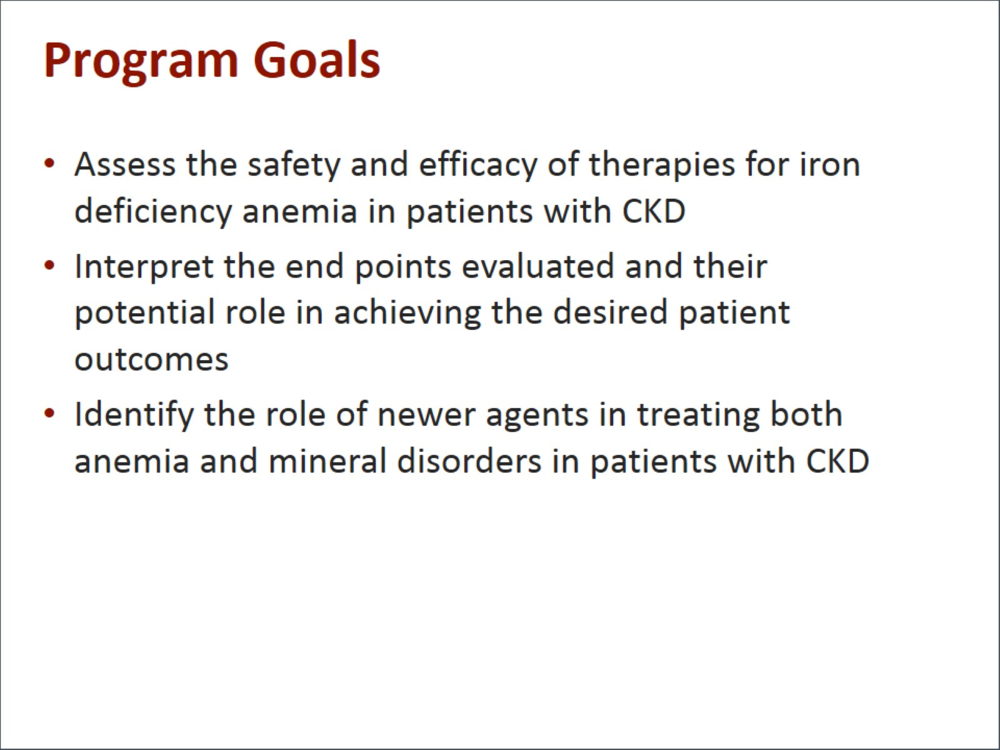 Program Goals
• Assess the safety and efficacy of therapies for iron
deficiency anemia in patients with CKD
• Interpret the end points evaluated and their
potential role in achieving the desired patient
outcomes
• Identify the role of newer agents in treating both
anemia and mineral disorders in patients with CKD